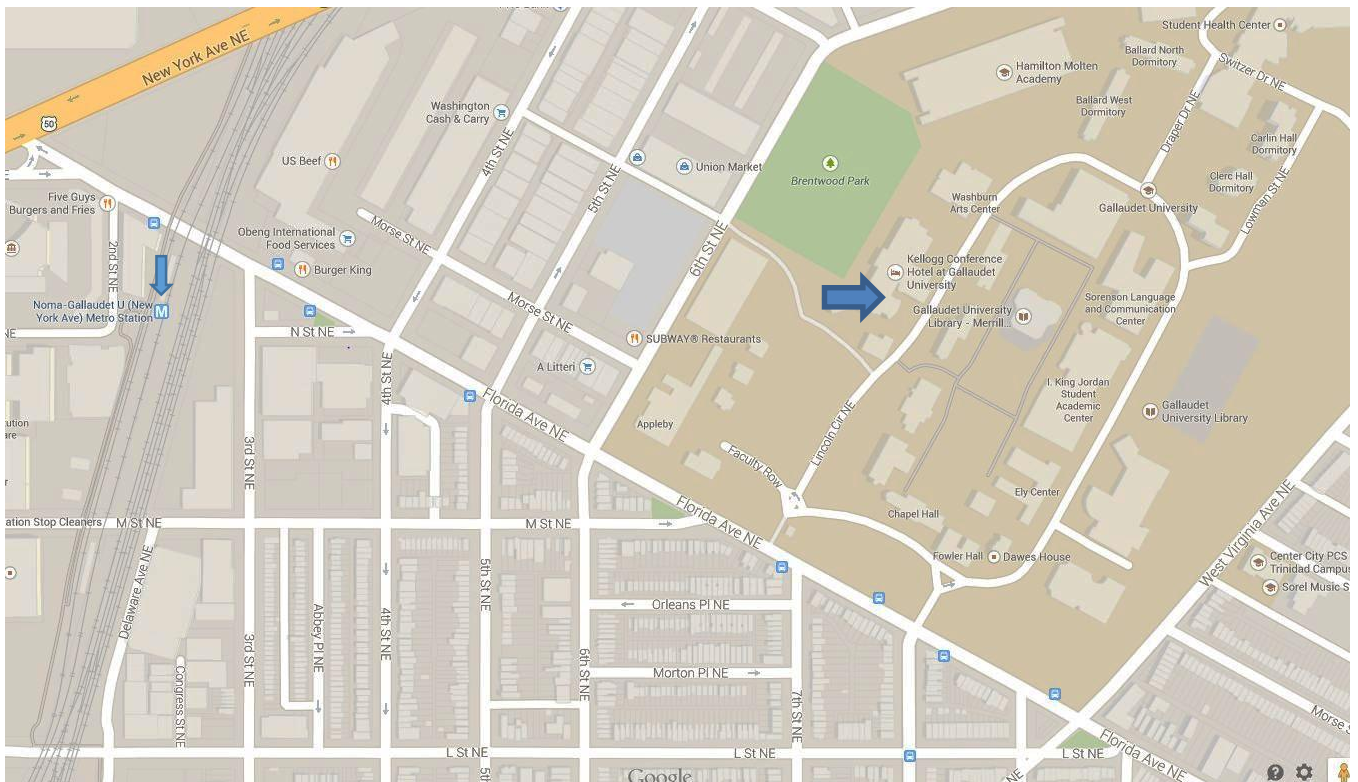 New York Ave NE
50
Student Health Center
Switzer Dr NE
Ballard North
Dormitory
Hamilton Molten
Academy
Ballard West
Dormitory
Draper Dr NE
Carlin Hall
Dormitory
Washington
Cash & Carry
4th St NE
US Beef
Union Market
Brentwood Park
Clerc Hall
Dormitory
Lowman St NE
Five Guys
Burgers and Fries
5th St NE
Washburn
Arts Center
Gallaudet University
Morse St NE
Obeng International
Food Services
2nd St NE
6th St NE
Burger King
Kellogg Conference
Hotel at Gallaudet
University
Noma-Gallaudet U (New
York Ave) Metro Station
M
Morse St NE
Gallaudet University
Library - Merrill...
Sorenson Language
and Communication
Center
N St NE
SUBWAY® Restaurants
A Litteri
4th St NE
Florida Ave NE
I. King Jordan
Student
Academic
Center
Gallaudet
University Library
Appleby
Lincoln Cir NE
3rd St NE
Faculty Row
Ely Center
Chapel Hall
Florida Ave NE
ation Stop Cleaners
M St NE
M St NE
West Virginia Ave NE
Fowler Hall
Dawes House
Center City PCS
Trinidad Campus
Sorel Music S
Delaware Ave NE
5th St NE
Orleans Pl NE
Abbey Pl NE
4th St NE
3rd St NE
6th St NE
Morton Pl NE
7th St NE
Congress St NE
Morse S
L St NE
L St NE
L St NE
Florida Ave NE
5th
NE
Google